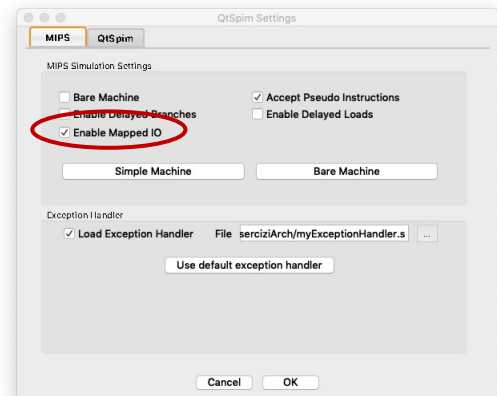 QtSpim Settings
MIPS QtSpim
MIPS Simulation Settings
Bare Machine Accept Pseudo Instructions
Enable Delayed Branches Enable Delayed Loads
Enable Mapped IO
Simple Machine Bare Machine
Exception Handler
Load Exception Handler File serciziArch/myExceptionHandler.s ...
Use default exception handler
Cancel OK